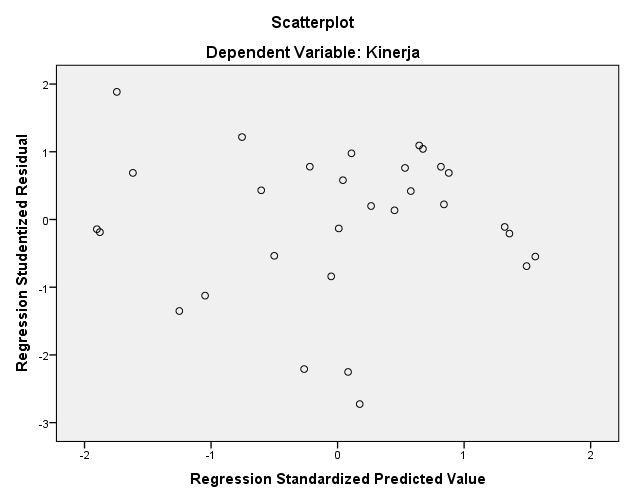 Scatterplot
Dependent Variable: Kinerja
Regression Studentized Residual
2
1
0
-1
-2
-3
-2
-1
0
1
2
Regression Standardized Predicted Value